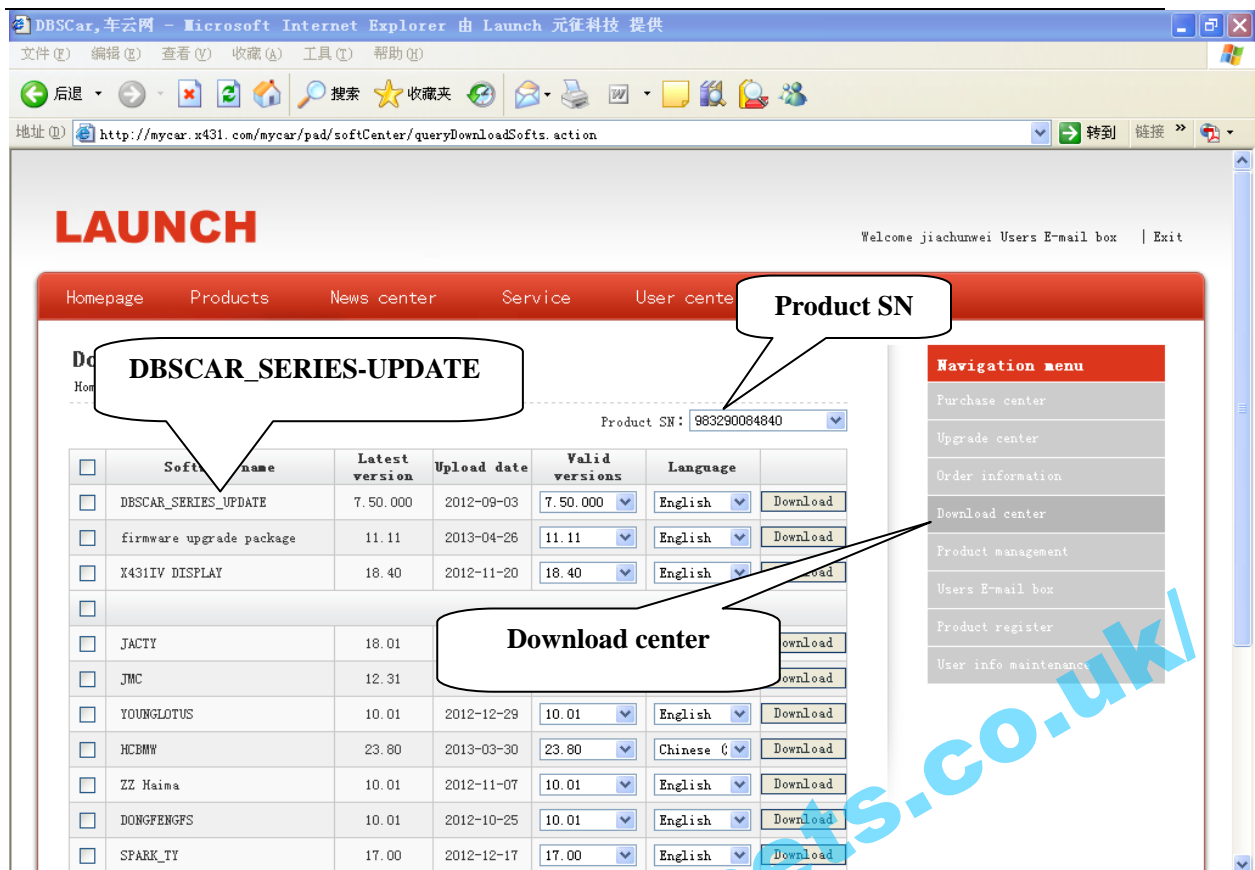 DBSCar,车云网 - Microsoft Internet Explorer 由 Launch 元征科技 提供
文件(F) 编辑(E) 查看(V) 收藏(A) 工具(T) 帮助(H)
后退 搜索 收藏夹
地址(D) http://mycar.x431.com/mycar/pad/softCenter/queryDownloadSofts.action 转到 链接 »
LAUNCH
Welcome jiachunwei Users E-mail box | Exit
Homepage Products News center Service User cente
Product SN
Do
DBSCAR_SERIES-UPDATE
Hom
Product SN: 983290084840
Soft name Latest version Upload date Valid versions Language
DBSCAR_SERIES_UPDATE 7.50.000 2012-09-03 7.50.000 English Download
firmware upgrade package 11.11 2013-04-26 11.11 English Download
X431IV DISPLAY 18.40 2012-11-20 18.40 English
JACTY 18.01 ownload
JMC 12.31 ownload
Download center
YOUNGLOTUS 10.01 2012-12-29 10.01 English Download
HCBMW 23.80 2013-03-30 23.80 Chinese ( Download
ZZ Haima 10.01 2012-11-07 10.01 English Download
DONGFENGFS 10.01 2012-10-25 10.01 English Download
SPARK_TY 17.00 2012-12-17 17.00 English Download
Navigation menu
Purchase center
Upgrade center
Order information
Download center
Product management
Users E-mail box
Product register
User info maintenance
ets.co.uk/